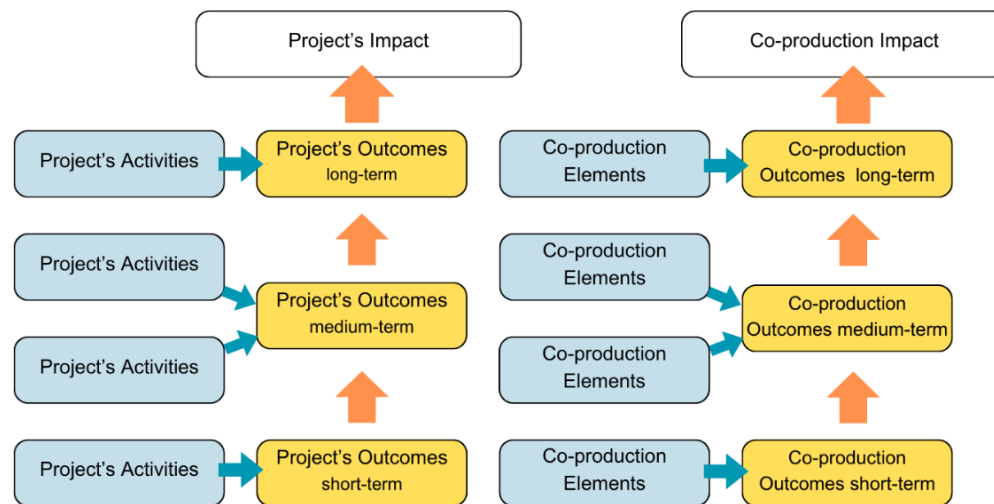 Project's Impact
Co-production Impact
Project's Activities
Project's Outcomes
long-term
Co-production
Elements
Co-production
Outcomes long-term
Project's Activities
Project's Activities
Project's Outcomes
medium-term
Co-production
Elements
Co-production
Elements
Co-production
Outcomes medium-term
Project's Activities
Project's Outcomes
short-term
Co-production
Elements
Co-production
Outcomes short-term